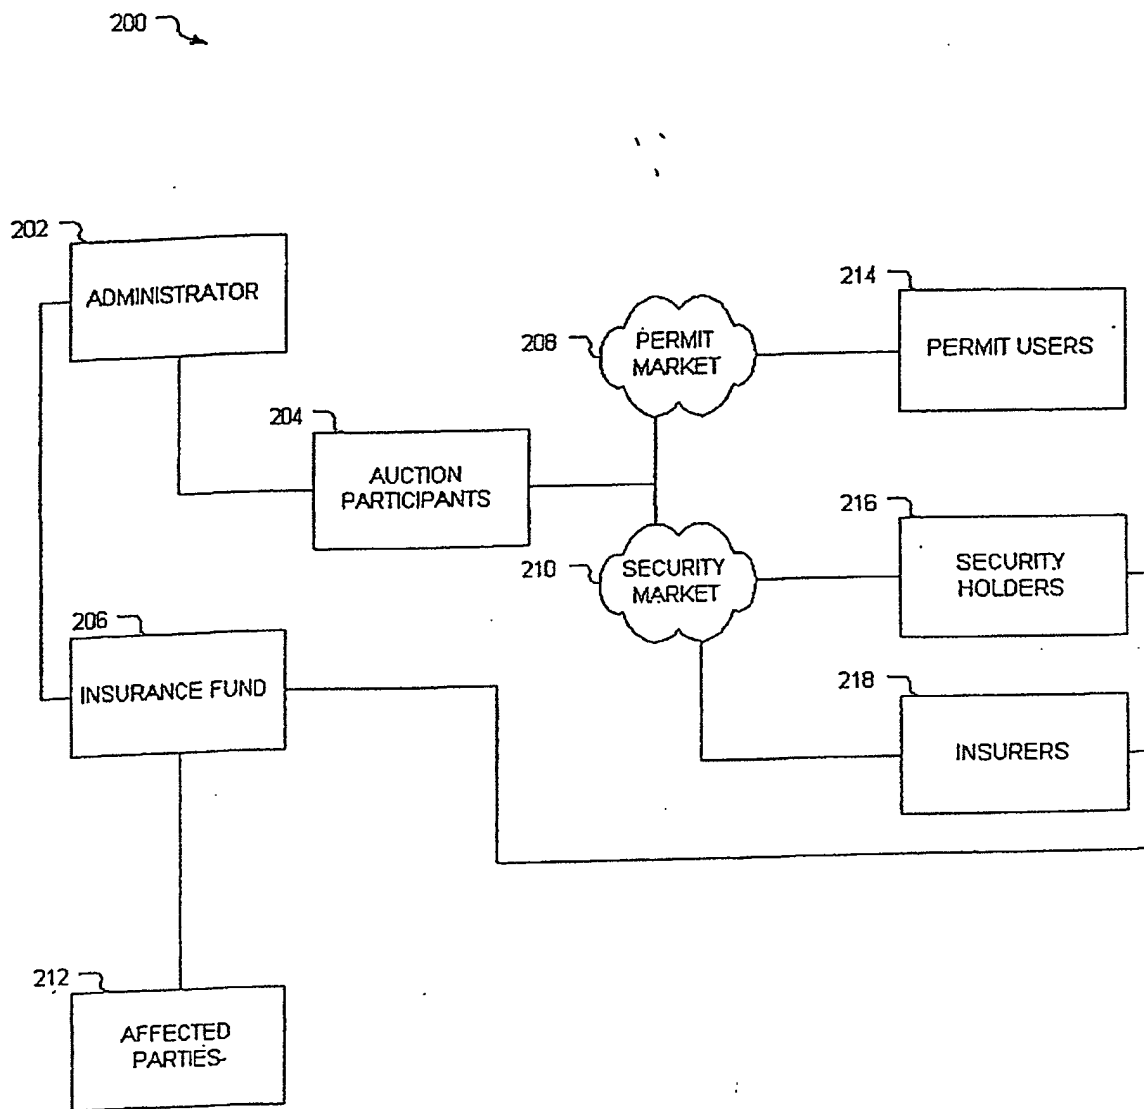 200
202
ADMINISTRATOR
204
AUCTION
PARTICIPANTS
206
INSURANCE FUND
208
PERMIT
MARKET
210
SECURITY
MARKET
212
AFFECTED
PARTIES
214
PERMIT USERS
216
SECURITY
HOLDERS
218
INSURERS